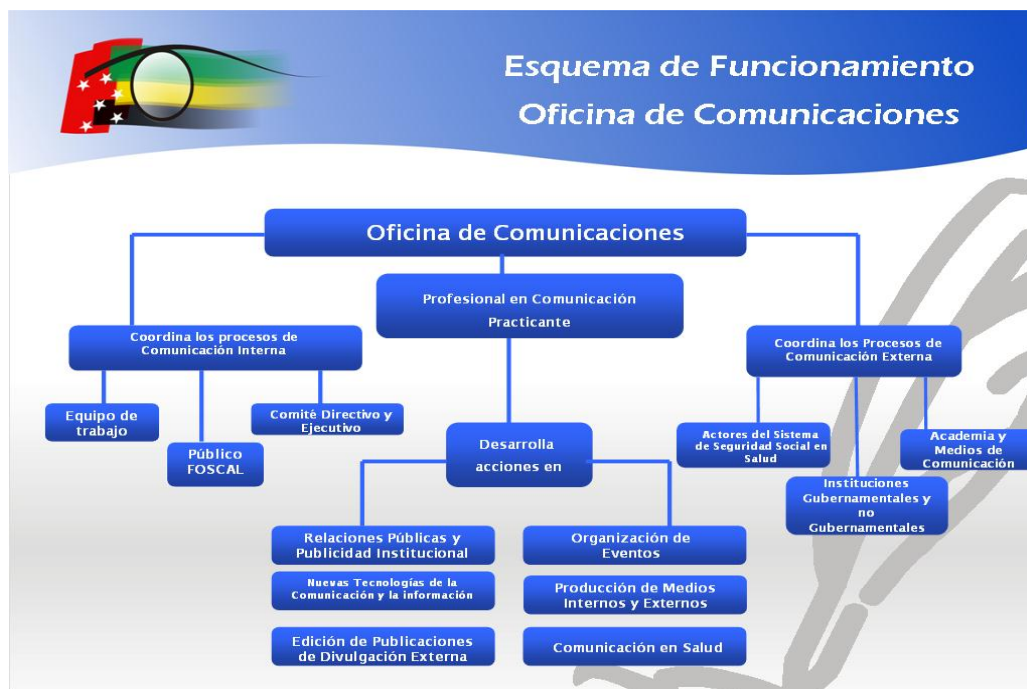 Esquema de Funcionamiento
Oficina de Comunicaciones
Oficina de Comunicaciones
Profesional en Comunicación
Practicante
Coordina los procesos de
Comunicación Interna
Coordina los Procesos de
Comunicación Externa
Equipo de
trabajo
Público
FOSCAL
Comité Directivo y
Ejecutivo
Desarrolla
acciones en
Actores del Sistema
de Seguridad Social en
Salud
Instituciones
Gubernamentales y
no
Gubernamentales
Academia y
Medios de
Comunicación
Relaciones Públicas y
Publicidad Institucional
Nuevas Tecnologías de la
Comunicación y la información
Edición de Publicaciones
de Divulgación Externa
Organización de
Eventos
Producción de Medios
Internos y Externos
Comunicación en Salud